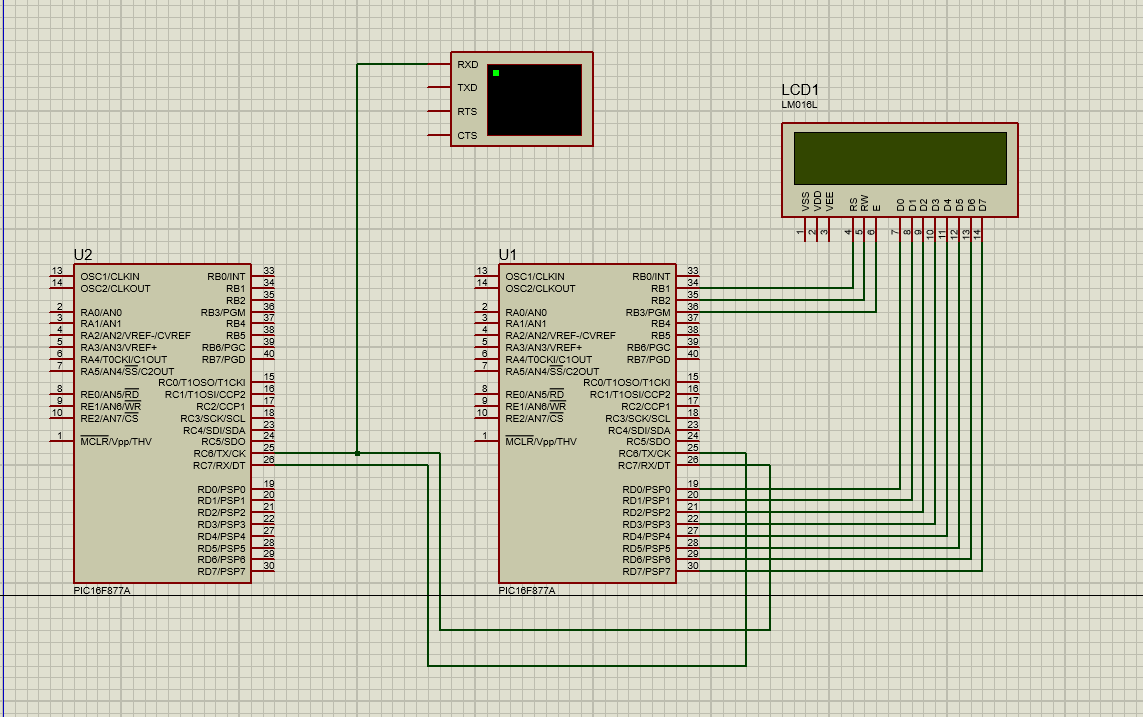 RXD
TXD
RTS
CTS
LCD1
LM016L
VSS
VDD
VEE
RS
RW
E
D0
D1
D2
D3
D4
D5
D6
D7
1
2
3
4
5
6
7
8
9
10
11
12
13
14
U2
13 OSC1/CLKIN RB0/INT 33
14 OSC2/CLKOUT RB1 34
RB2 35
2 RA0/AN0 RB3/PGM 36
3 RA1/AN1 RB4 37
4 RA2/AN2/VREF-/CVREF RB5 38
5 RA3/AN3/VREF+ RB6/PGC 39
6 RA4/T0CKI/C1OUT RB7/PGD 40
7 RA5/AN4/SS/C2OUT
RC0/T1OSO/T1CKI 15
8 RE0/AN5/RD RC1/T1OSI/CCP2 16
9 RE1/AN6/WR RC2/CCP1 17
10 RE2/AN7/CS RC3/SCK/SCL 18
RC4/SDI/SDA 23
1 MCLR/Vpp/THV RC5/SDO 24
RC6/TX/CK 25
RC7/RX/DT 26
RD0/PSP0 19
RD1/PSP1 20
RD2/PSP2 21
RD3/PSP3 22
RD4/PSP4 27
RD5/PSP5 28
RD6/PSP6 29
RD7/PSP7 30
PIC16F877A
U1
13 OSC1/CLKIN RB0/INT 33
14 OSC2/CLKOUT RB1 34
RB2 35
2 RA0/AN0 RB3/PGM 36
3 RA1/AN1 RB4 37
4 RA2/AN2/VREF-/CVREF RB5 38
5 RA3/AN3/VREF+ RB6/PGC 39
6 RA4/T0CKI/C1OUT RB7/PGD 40
7 RA5/AN4/SS/C2OUT
RC0/T1OSO/T1CKI 15
8 RE0/AN5/RD RC1/T1OSI/CCP2 16
9 RE1/AN6/WR RC2/CCP1 17
10 RE2/AN7/CS RC3/SCK/SCL 18
RC4/SDI/SDA 23
1 MCLR/Vpp/THV RC5/SDO 24
RC6/TX/CK 25
RC7/RX/DT 26
RD0/PSP0 19
RD1/PSP1 20
RD2/PSP2 21
RD3/PSP3 22
RD4/PSP4 27
RD5/PSP5 28
RD6/PSP6 29
RD7/PSP7 30
PIC16F877A